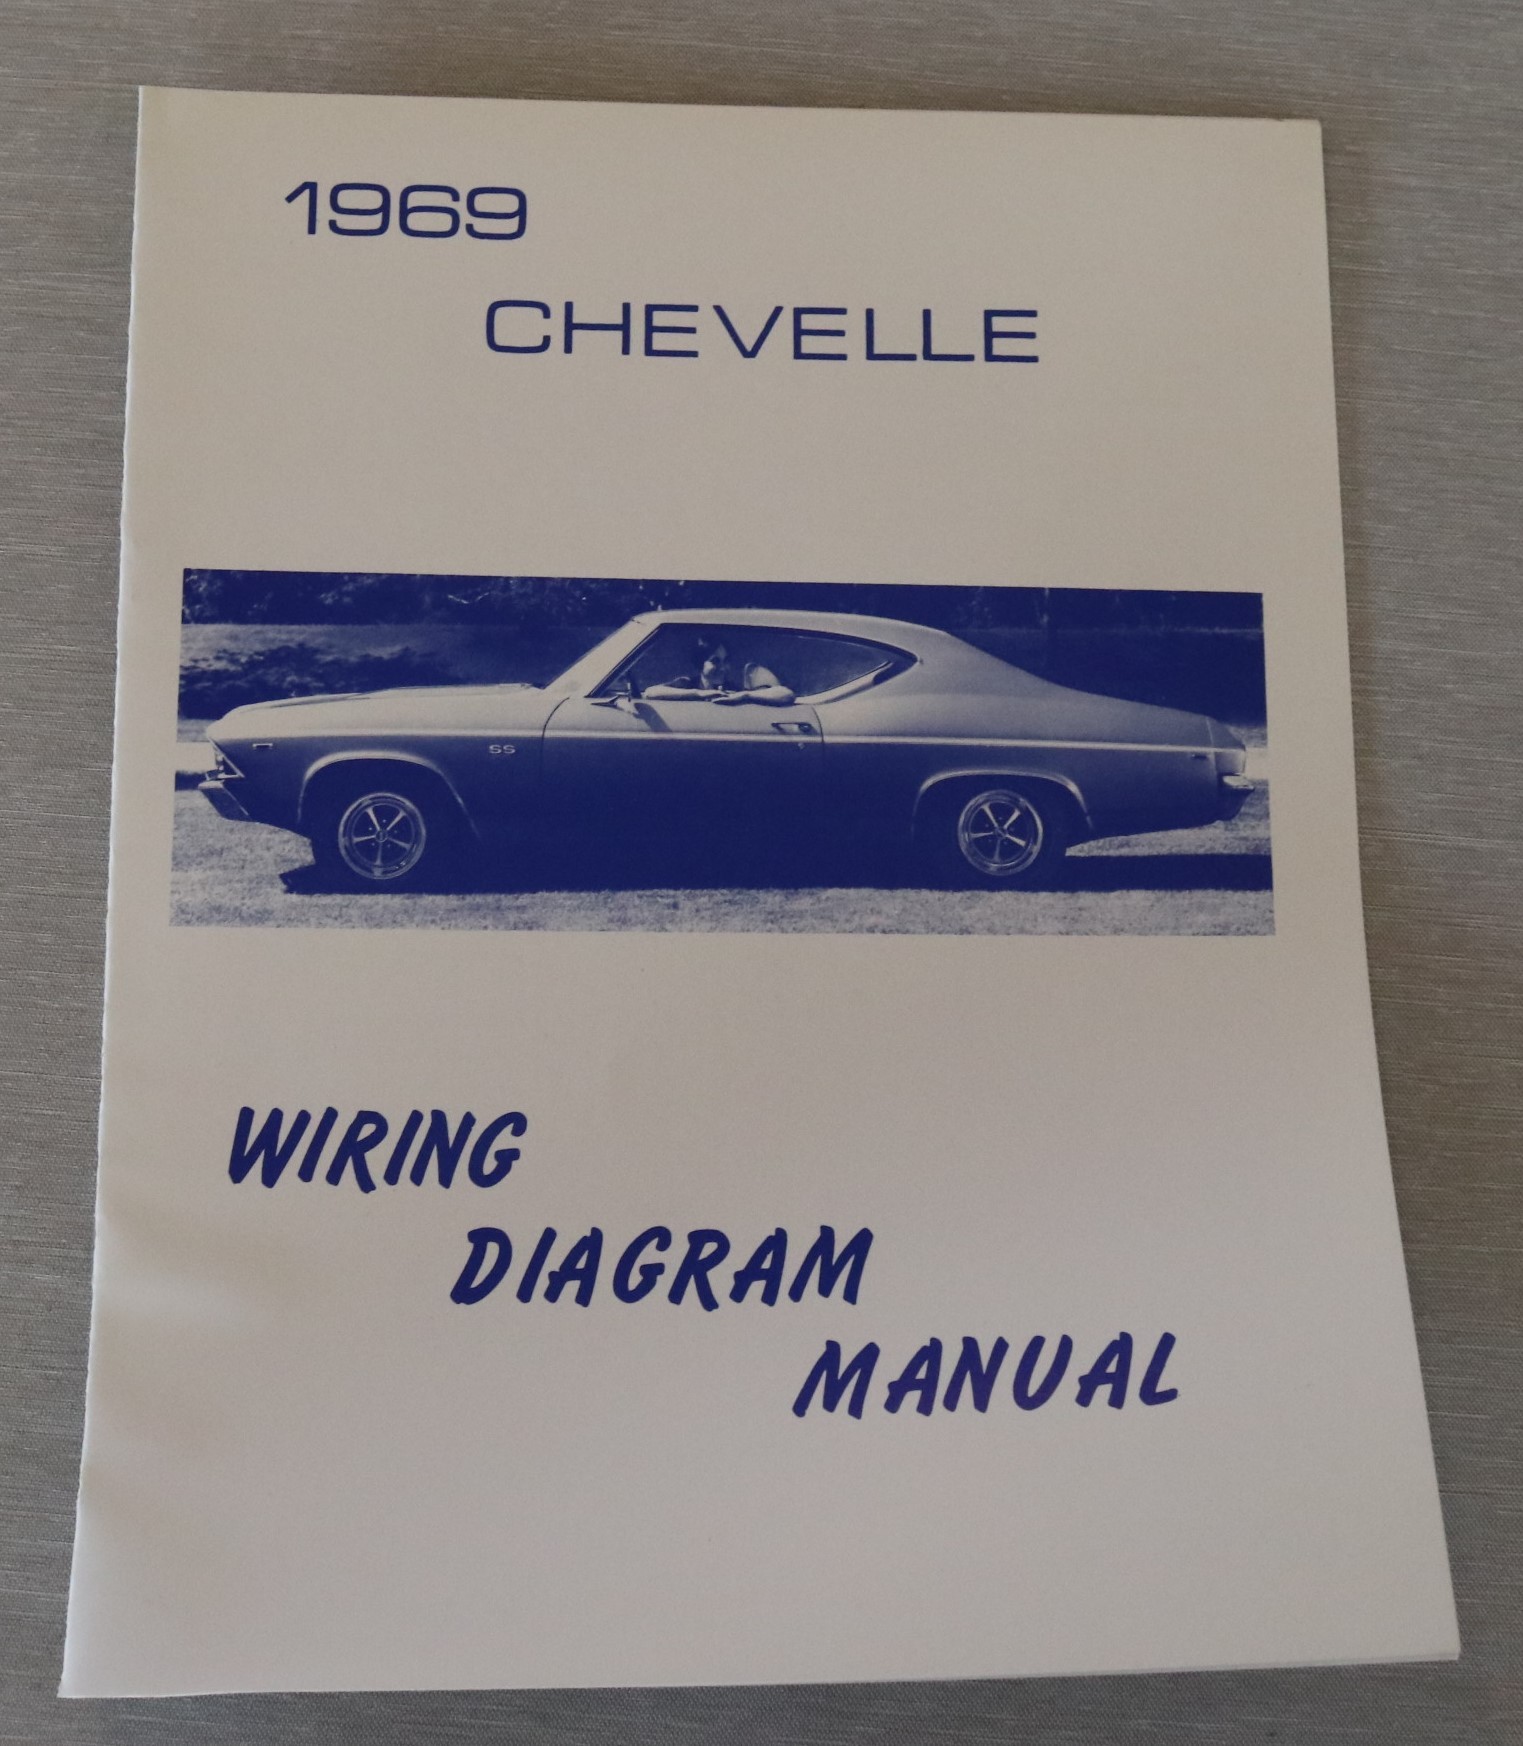 1969
CHEVELLE
SS
WIRING
DIAGRAM
MANUAL